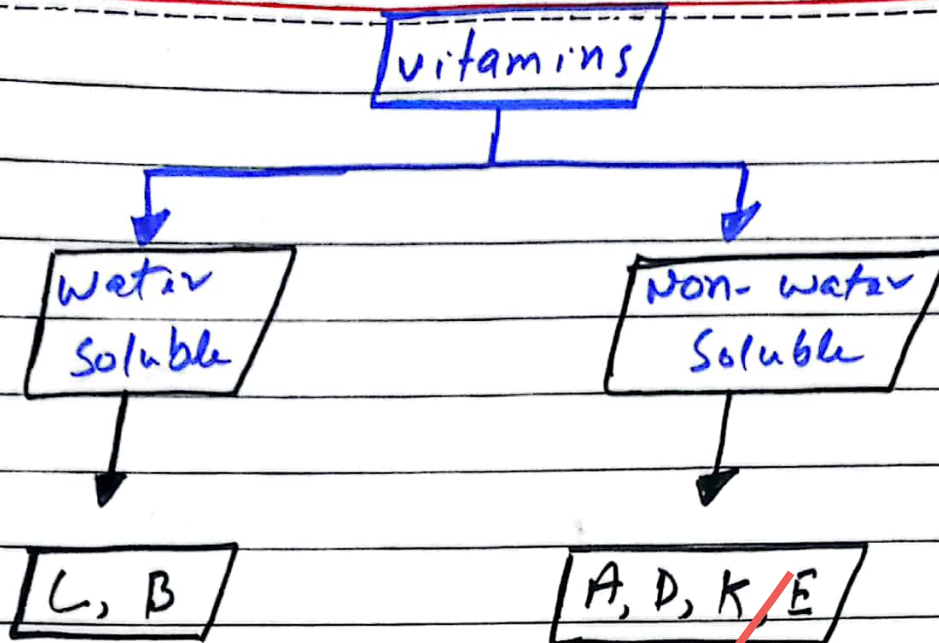 vitamins
Water
Soluble
Non-water
Soluble
C, B
A, D, K, E